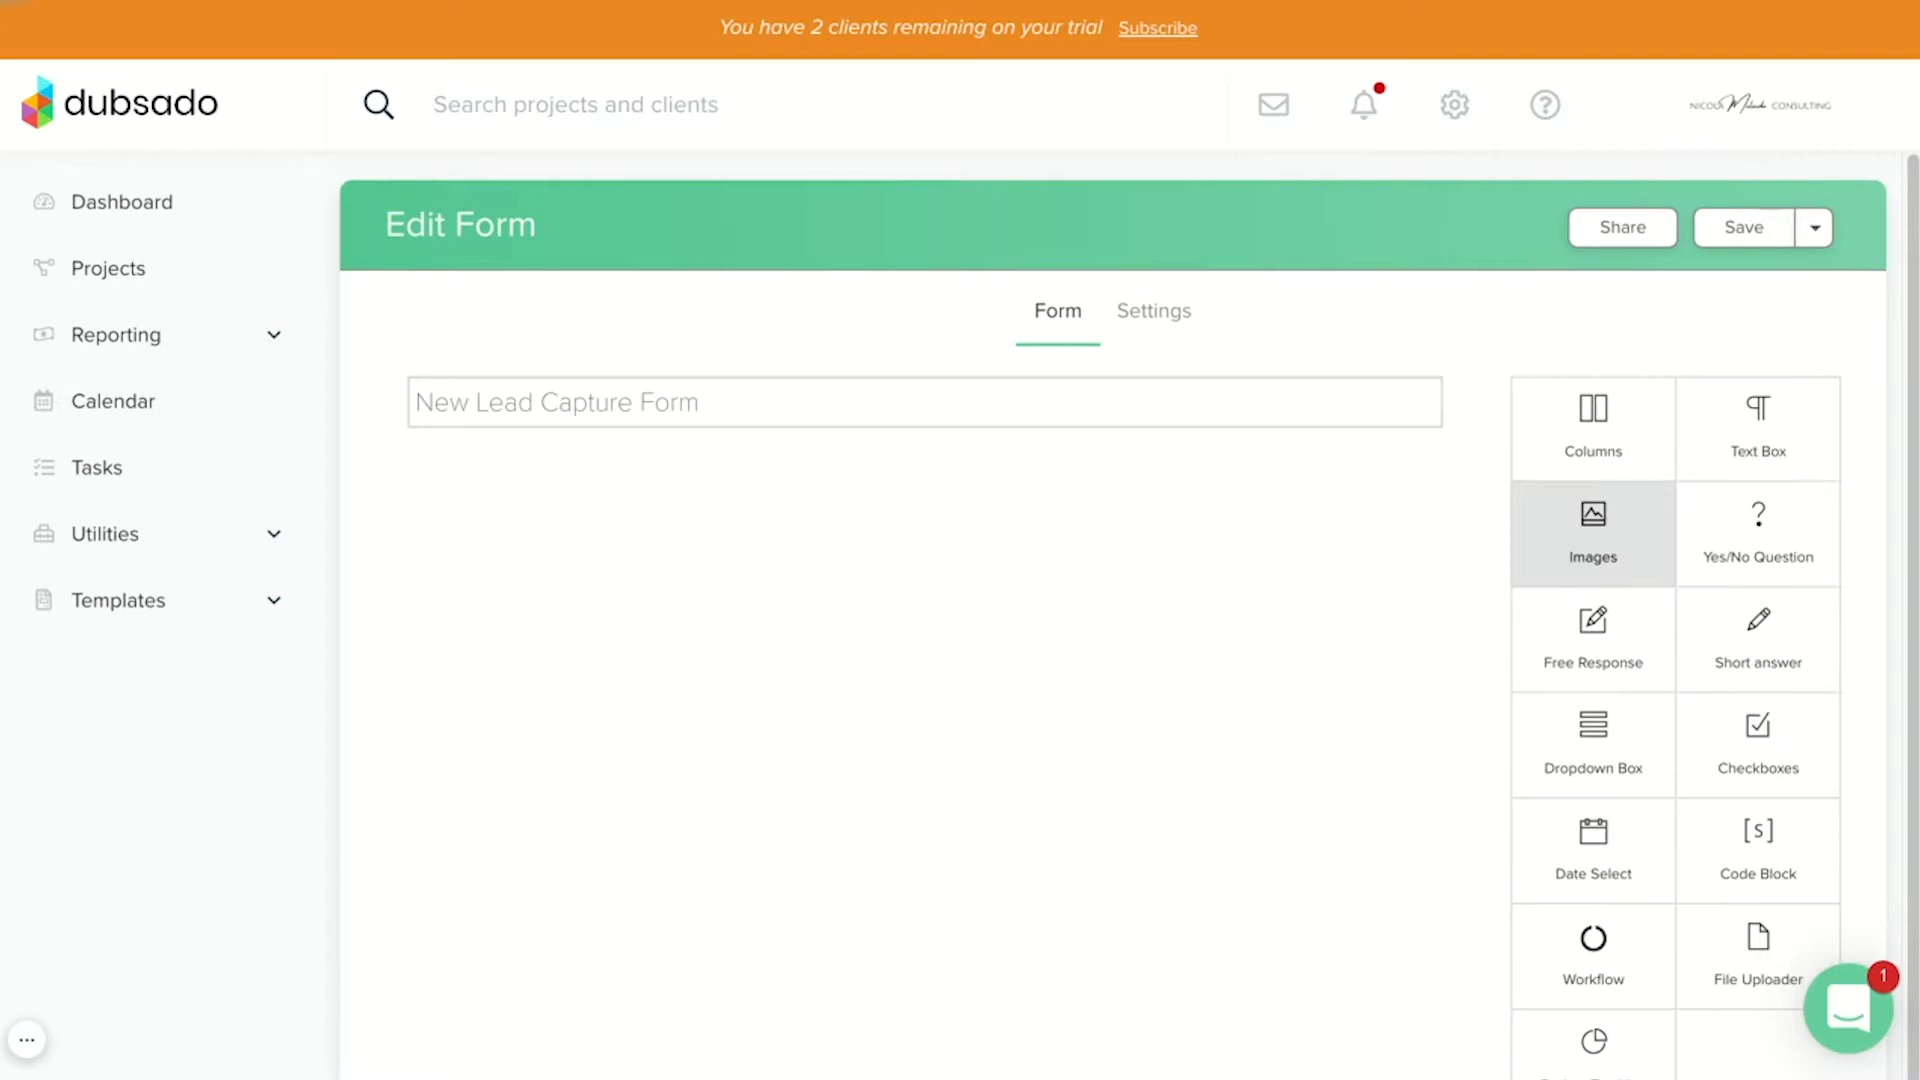 You have 2 clients remaining on your trial Subscribe
dubsado
Search projects and clients
NICOLA CONSULTING
Dashboard
Projects
Reporting
Calendar
Tasks
Utilities
Templates
Edit Form
Share
Save
Form
Settings
New Lead Capture Form
Columns
Text Box
Images
? 
Yes/No Question
Free Response
Short answer
Dropdown Box
Checkboxes
Date Select
[s]
Code Block
Workflow
File Uploader
1
...